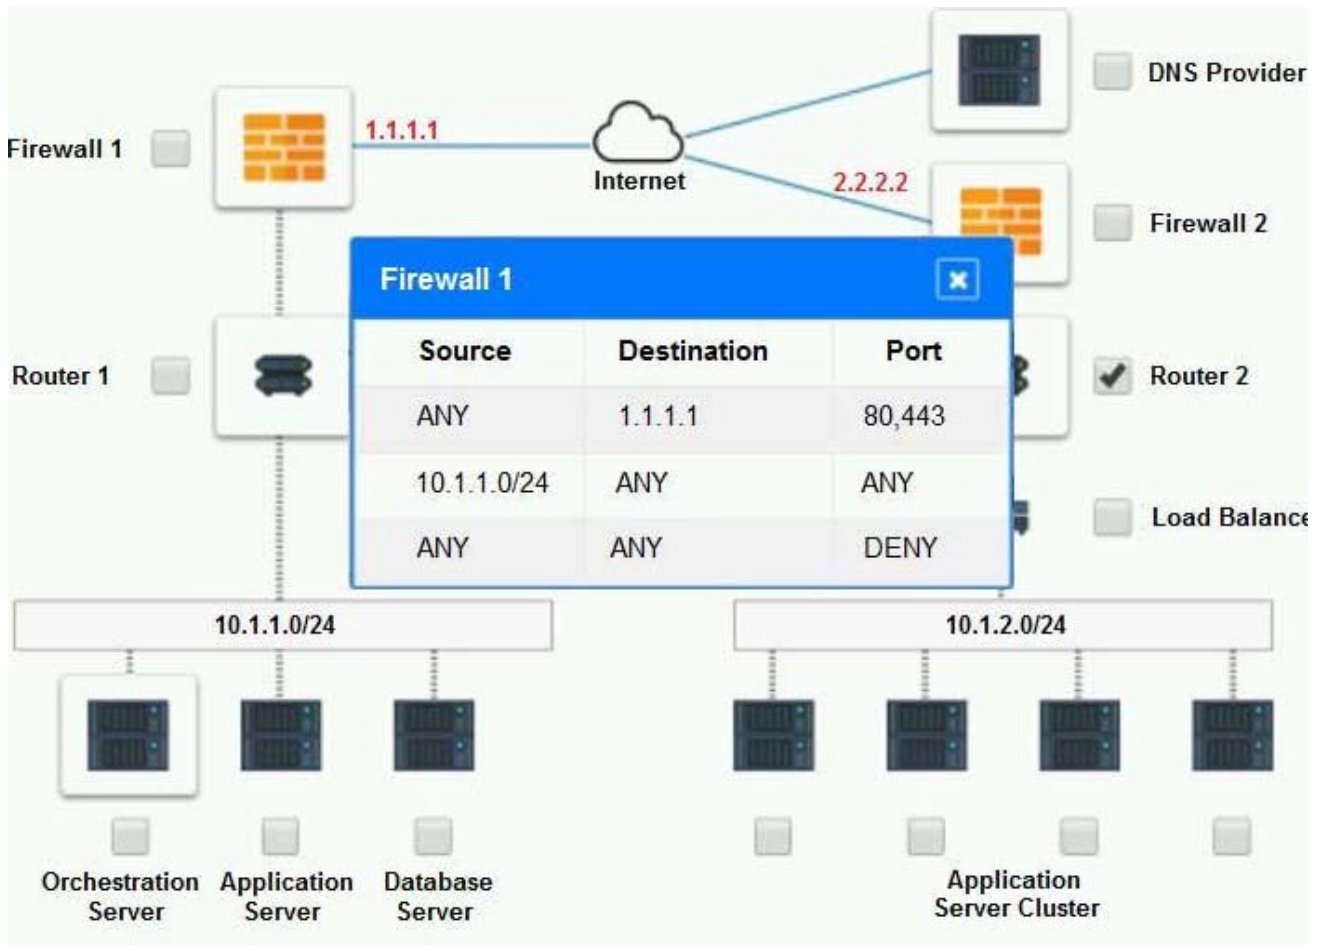 DNS Provider
Firewall 1
1.1.1.1
Internet
2.2.2.2
Firewall 2
Firewall 1
Source Destination Port
ANY 1.1.1.1 80,443
10.1.1.0/24 ANY ANY
ANY ANY DENY
Router 1
Router 2
Load Balance
10.1.1.0/24
10.1.2.0/24
Orchestration
Server
Application
Server
Database
Server
Application
Server Cluster